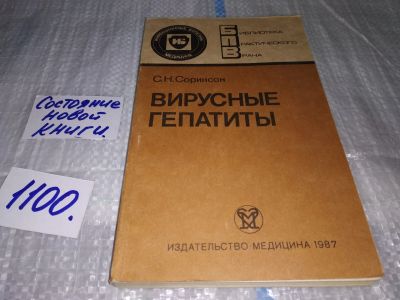 БИБЛИОТЕКА
ПРАКТИЧЕСКОГО
ВРАЧА
С.Н.Соринсон
ВИРУСНЫЕ
ГЕПАТИТЫ
ИЗДАТЕЛЬСТВО МЕДИЦИНА 1987
Состояние
новой
книги.
1100.